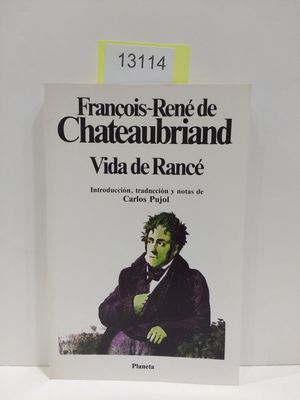 13114
François-René de
Chateaubriand
Vida de Rancé
Introducción, traducción y notas de
Carlos Pujol
Planeta